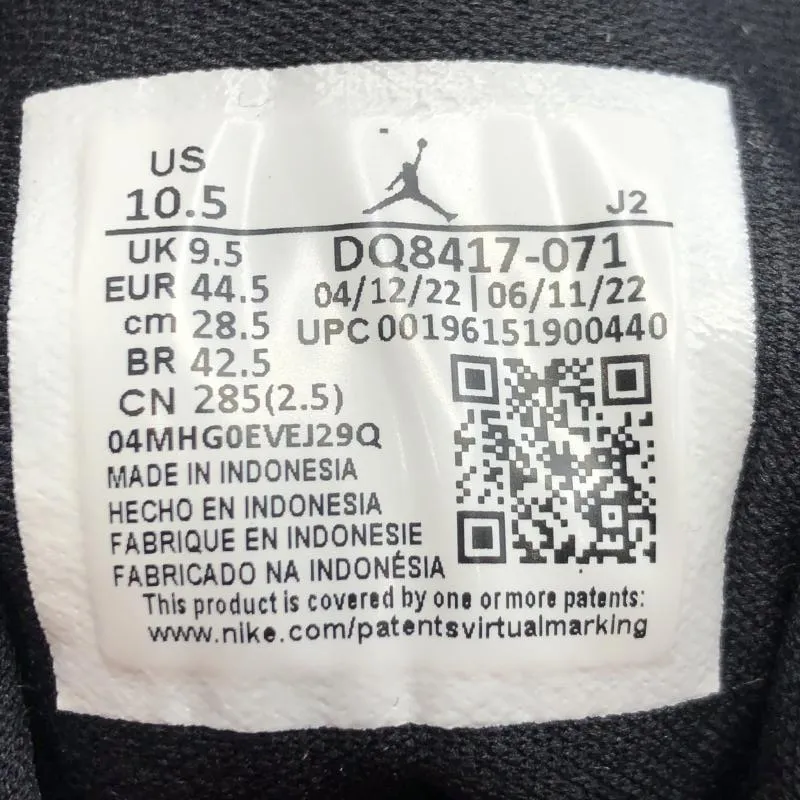 US
10.5
J2
UK 9.5
DQ8417-071
EUR 44.5
04/12/22 | 06/11/22
cm 28.5
UPC 00196151900440
BR 42.5
CN 285(2.5)
04MHG0EVEJ29Q
MADE IN INDONESIA
HECHO EN INDONESIA
FABRIQUE EN INDONESIE
FABRICADO NA INDONÉSIA
This product is covered by one or more patents:
www.nike.com/patentsvirtualmarking